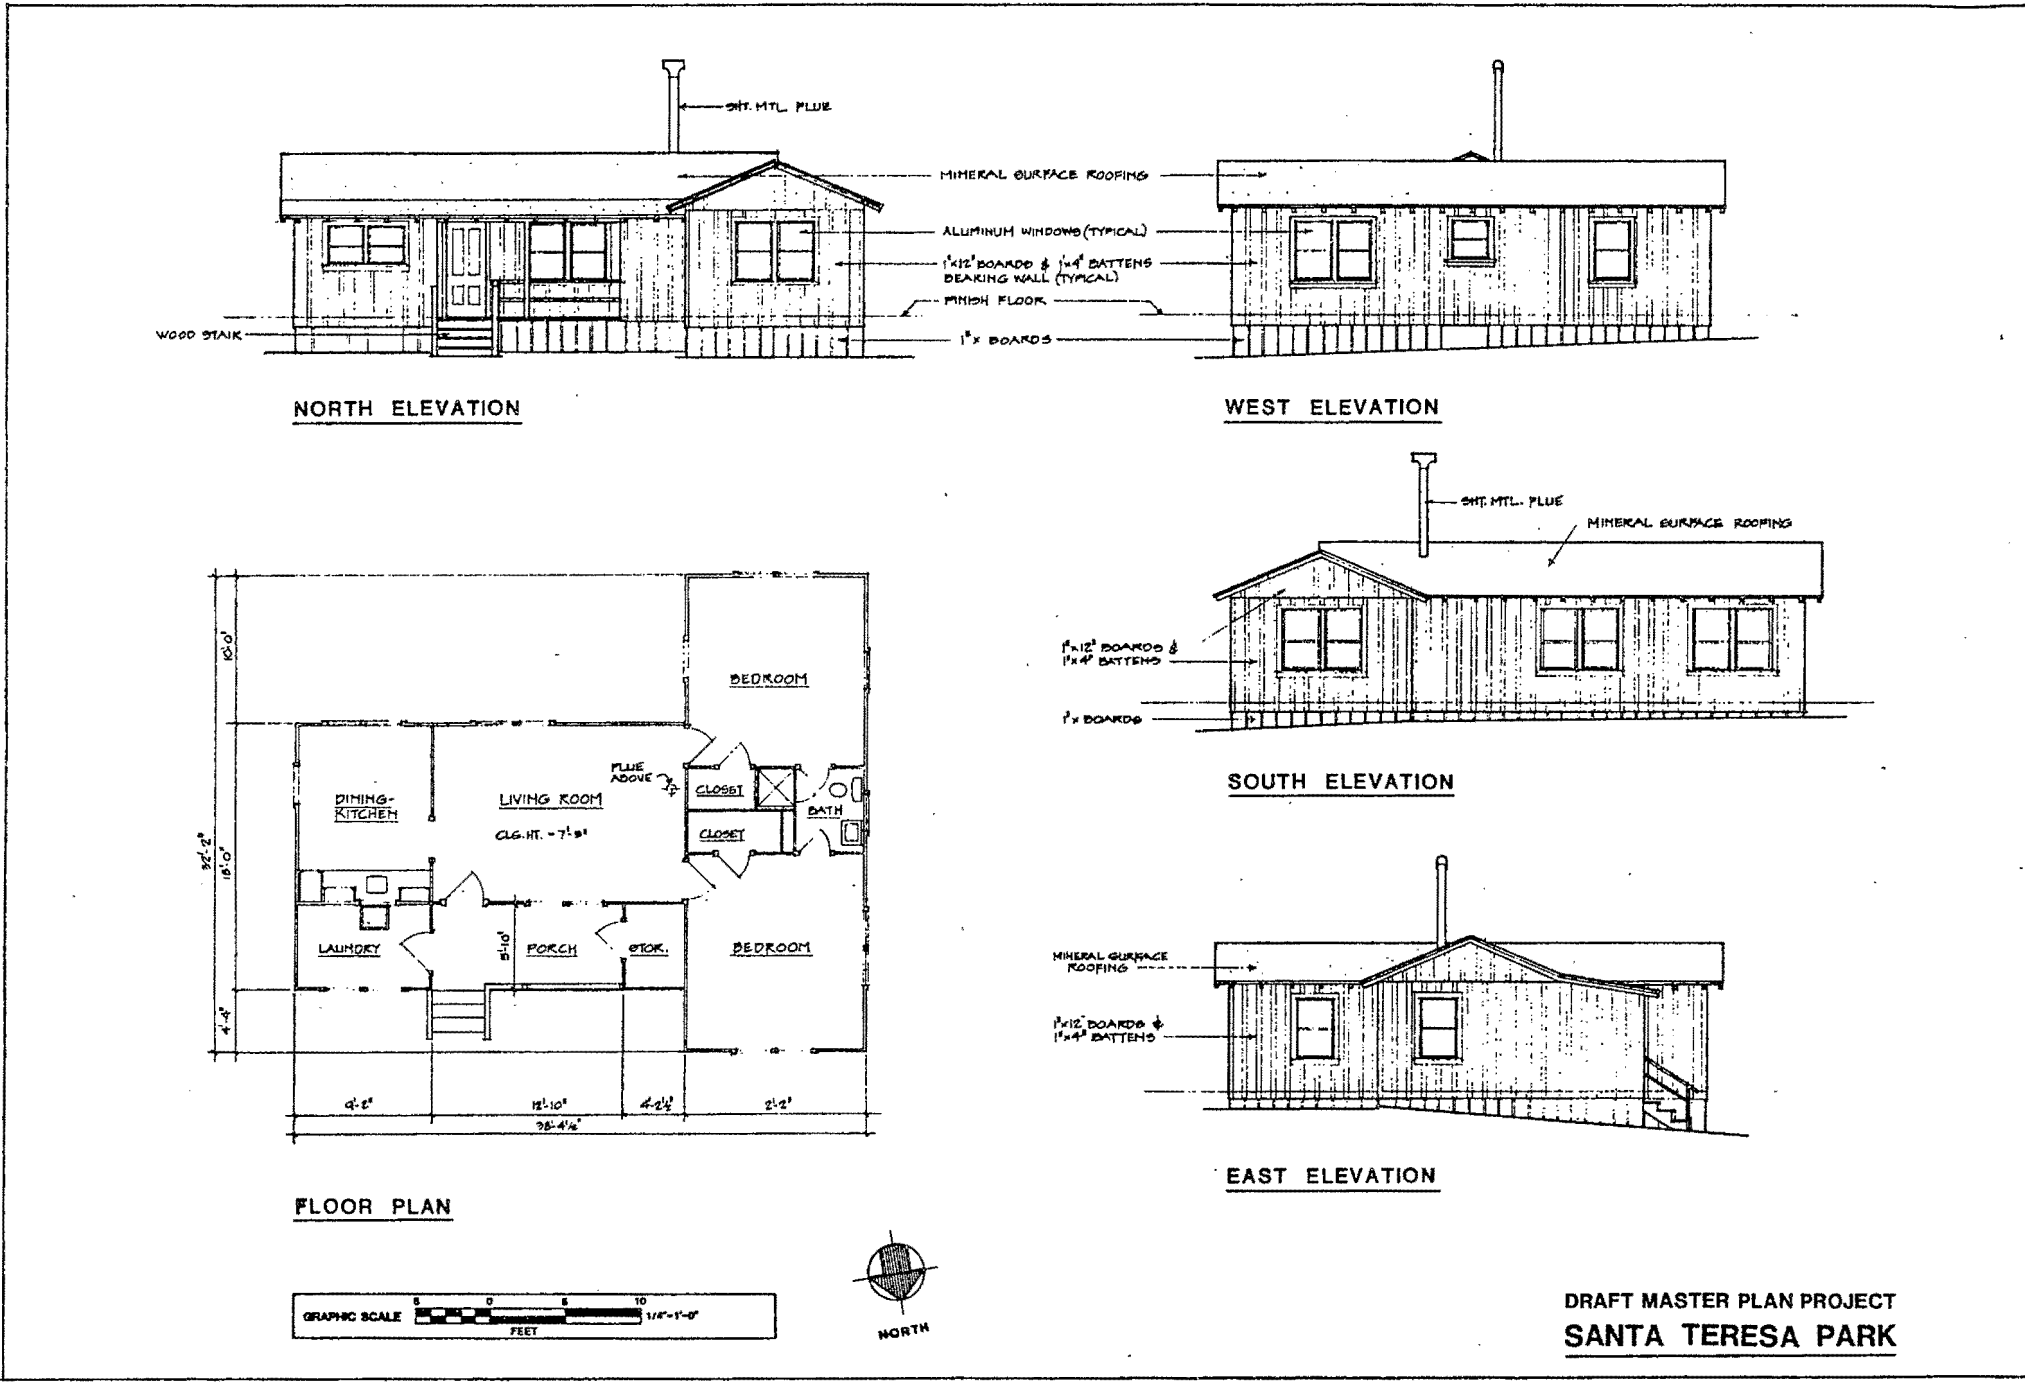 SHT. MTL. FLUE
MINERAL SURFACE ROOFING
ALUMINUM WINDOWS (TYPICAL)
1"x12" BOARDS & 1"x4" BATTENS
BEARING WALL (TYPICAL)
FINISH FLOOR
WOOD STAIR
1"x BOARDS
NORTH ELEVATION
WEST ELEVATION
SHT. MTL. FLUE
MINERAL SURFACE ROOFING
1"x12" BOARDS &
1"x4" BATTENS
1"x BOARDS
SOUTH ELEVATION
10'-0"
32'-2"
18'-0"
4'-4"
BEDROOM
FLUE
ABOVE
CLOSET
DINING-
KITCHEN
LIVING ROOM
CLG. HT. =
BATH
CLOSET
LAUNDRY
5'-10"
PORCH
STOR.
BEDROOM
9'-2"
12'-10"
4'-2½"
2'-2"
38'-4½"
MINERAL SURFACE
ROOFING
1"x12" BOARDS &
1"x4" BATTENS
EAST ELEVATION
FLOOR PLAN
GRAPHIC SCALE
5 0 5 10
1/4"=1'-0"
FEET
NORTH
DRAFT MASTER PLAN PROJECT
SANTA TERESA PARK